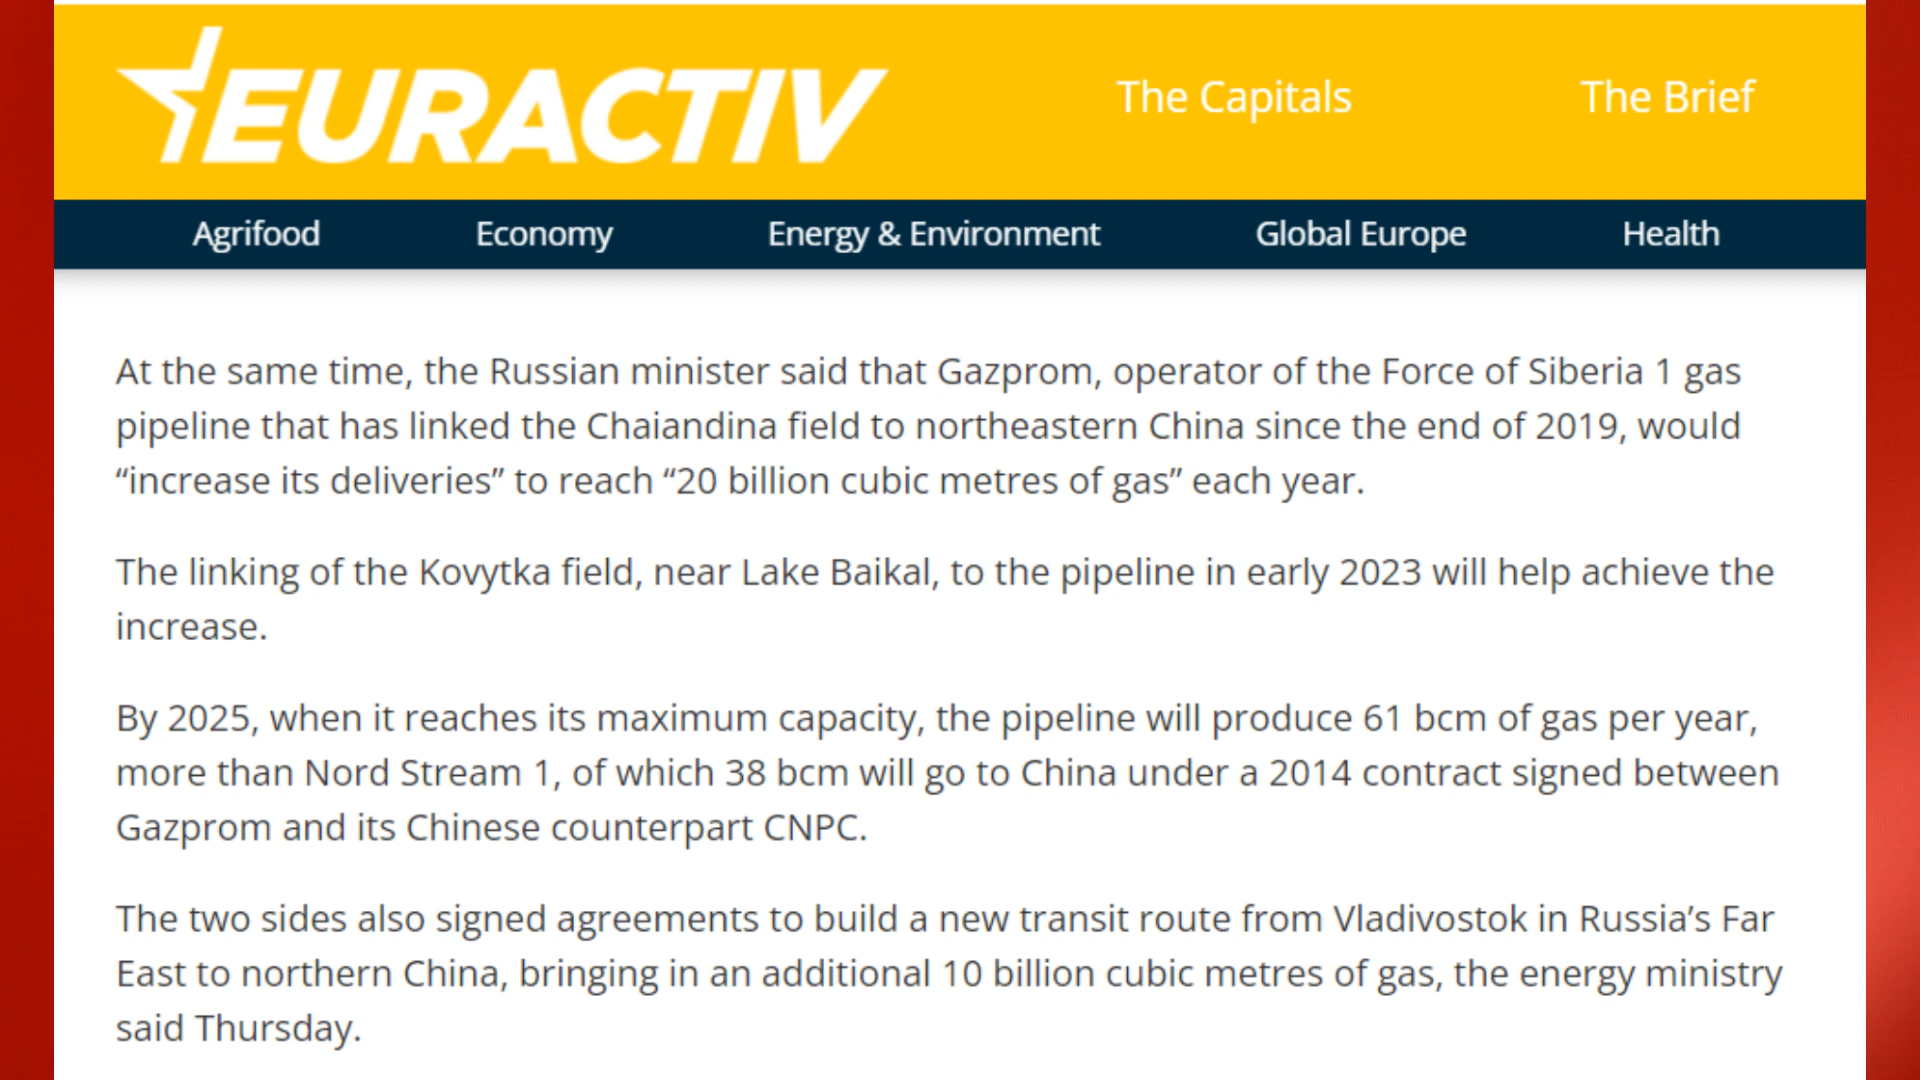 EURACTIV
The Capitals
The Brief
Agrifood
Economy
Energy & Environment
Global Europe
Health
At the same time, the Russian minister said that Gazprom, operator of the Force of Siberia 1 gas
pipeline that has linked the Chaiandina field to northeastern China since the end of 2019, would
“increase its deliveries” to reach “20 billion cubic metres of gas” each year.
The linking of the Kovytka field, near Lake Baikal, to the pipeline in early 2023 will help achieve the
increase.
By 2025, when it reaches its maximum capacity, the pipeline will produce 61 bcm of gas per year,
more than Nord Stream 1, of which 38 bcm will go to China under a 2014 contract signed between
Gazprom and its Chinese counterpart CNPC.
The two sides also signed agreements to build a new transit route from Vladivostok in Russia’s Far
East to northern China, bringing in an additional 10 billion cubic metres of gas, the energy ministry
said Thursday.